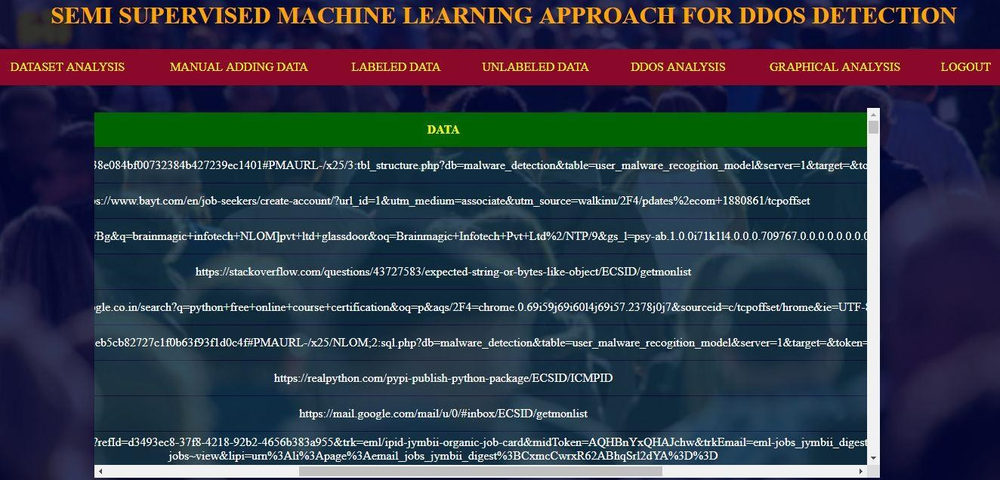 SEMI SUPERVISED MACHINE LEARNING APPROACH FOR DDOS DETECTION
DATASET ANALYSIS MANUAL ADDING DATA LABELED DATA UNLABELED DATA DDOS ANALYSIS GRAPHICAL ANALYSIS LOGOUT
DATA
38e084bf00732384b427239ec1401#PMAURL-/x25/3:tbl_structure.php?db=malware_detection&table=user_malware_recogition_model&server=1&target=&to
ps://www.bayt.com/en/job-seekers/create-account/?url_id=1&utm_medium=associate&utm_source=walkinu/2F4/pdates%2ecom+1880861/tcpoffset
vBg&q=brainmagic+infotech+NLOM]pvt+ltd+glassdoor&oq=Brainmagic+Infotech+Pvt+Ltd%2/NTP/9&gs_l=psy-ab.1.0.0i71k1l4.0.0.0.709767.0.0.0.0.0.0.0.0
https://stackoverflow.com/questions/43727583/expected-string-or-bytes-like-object/ECSID/getmonlist
ogle.co.in/search?q=python+free+online+course+certification&oq=p&aqs/2F4=chrome.0.69i59j69i60l4j69i57.2378j0j7&sourceid=c/tcpoffset/hrome&ie=UTF-8
eb5cb82727c1f0b63f93f1d0c4f#PMAURL-/x25/NLOM;2:sql.php?db=malware_detection&table=user_malware_recogition_model&server=1&target=&token=
https://realpython.com/pypi-publish-python-package/ECSID/ICMPID
https://mail.google.com/mail/u/0/#inbox/ECSID/getmonlist
?refId=d3493ec8-37f8-4218-92b2-4656b383a955&trk=eml/ipid-jymbii-organic-job-card&midToken=AQHBnYxQHAJchw&trkEmail=eml-jobs_jymbii_digest
jobs~view&lipi=urn%3Ali%3Apage%3Aemail_jobs_jymbii_digest%3BCxmcCwrxR62ABhqSrl2dYA%3D%3D